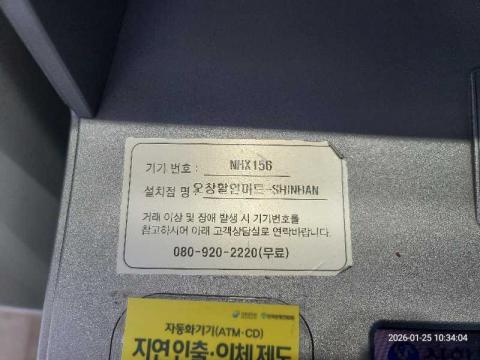 기기 번호 : NHX156
설치점 명 : 오창할인마트-SHINHAN
거래 이상 및 장애 발생 시 기기번호를
참고하시어 아래 고객상담실로 연락바랍니다.
080-920-2220(무료)
자동화기기(ATM·CD)
지연인출·이체제도
2026-01-25 10:34:04